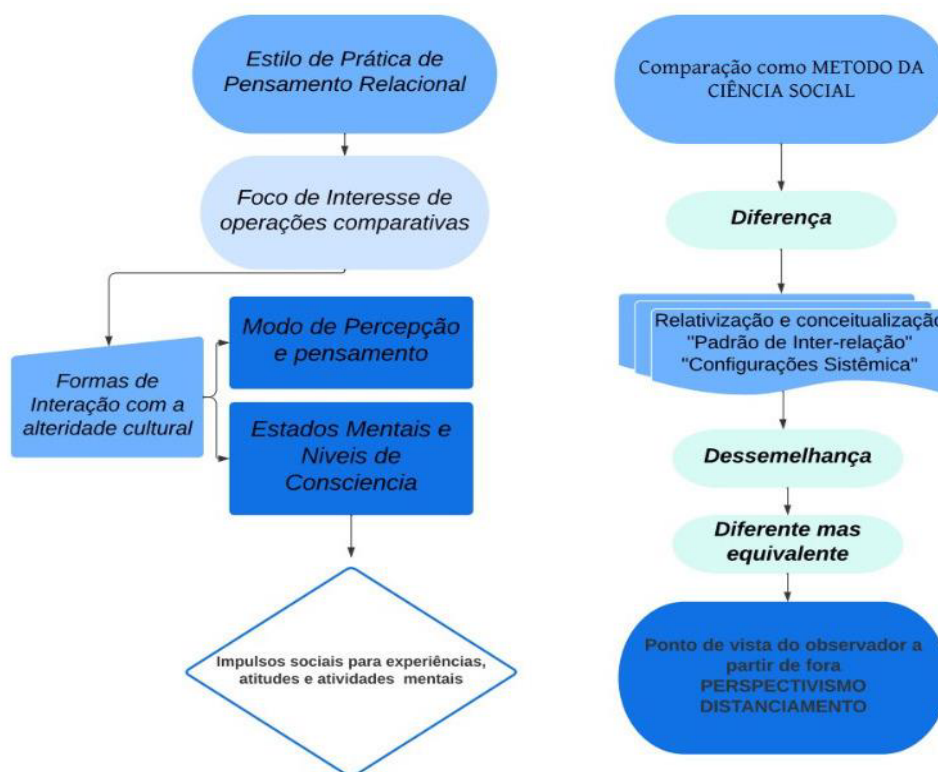 Estilo de Prática de
Pensamento Relacional
Foco de Interesse de
operações comparativas
Formas de
Interação com a
alteridade cultural
Modo de Percepção
e pensamento
Estados Mentais e
Niveis de
Consciencia
Impulsos sociais para experiências,
atitudes e atividades mentais
Comparação como METODO DA
CIÊNCIA SOCIAL
Diferença
Relativização e conceitualização
"Padrão de Inter-relação"
"Configurações Sistêmica"
Dessemelhança
Diferente mas
equivalente
Ponto de vista do observador a
partir de fora
PERSPECTIVISMO
DISTANCIAMENTO